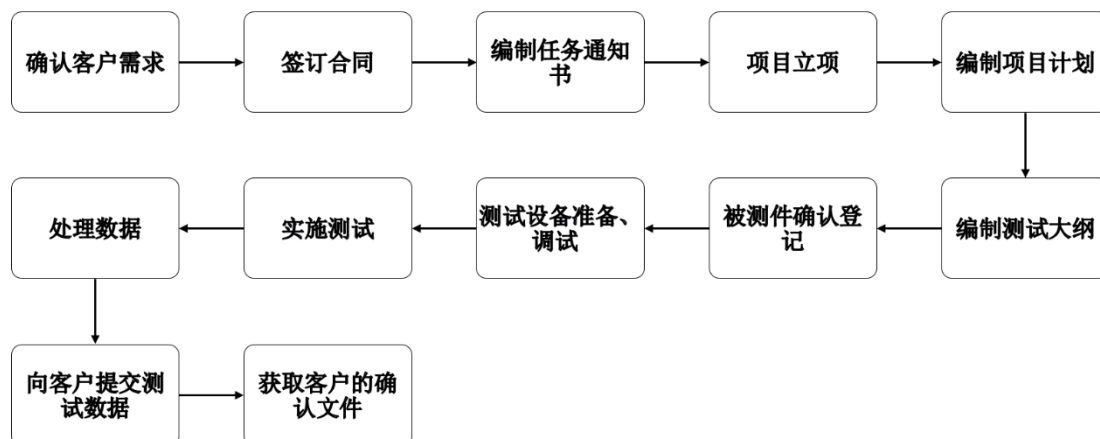 确认客户需求
签订合同
编制任务通知
书
项目立项
编制项目计划
编制测试大纲
被测件确认登
记
测试设备准备、
调试
实施测试
处理数据
向客户提交测
试数据
获取客户的确
认文件